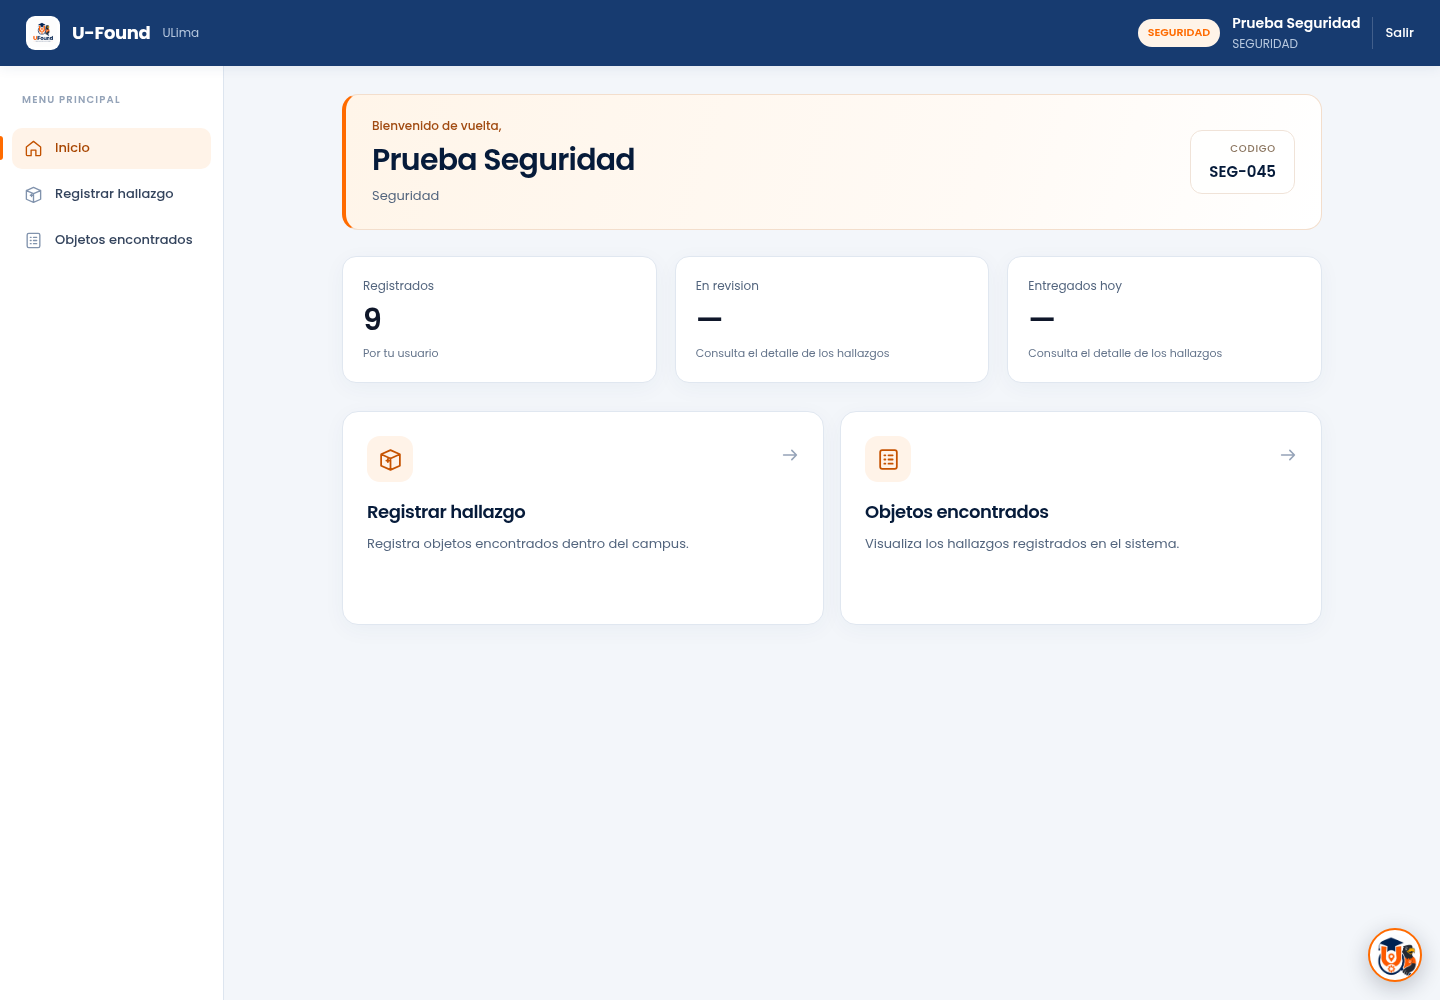 UFound
U-Found
ULima
SEGURIDAD
Prueba Seguridad
SEGURIDAD
Salir
MENU PRINCIPAL
Inicio
Registrar hallazgo
Objetos encontrados
Bienvenido de vuelta,
Prueba Seguridad
Seguridad
CODIGO
SEG-045
Registrados
9
Por tu usuario
En revision
—
Consulta el detalle de los hallazgos
Entregados hoy
—
Consulta el detalle de los hallazgos
Registrar hallazgo
Registra objetos encontrados dentro del campus.
Objetos encontrados
Visualiza los hallazgos registrados en el sistema.